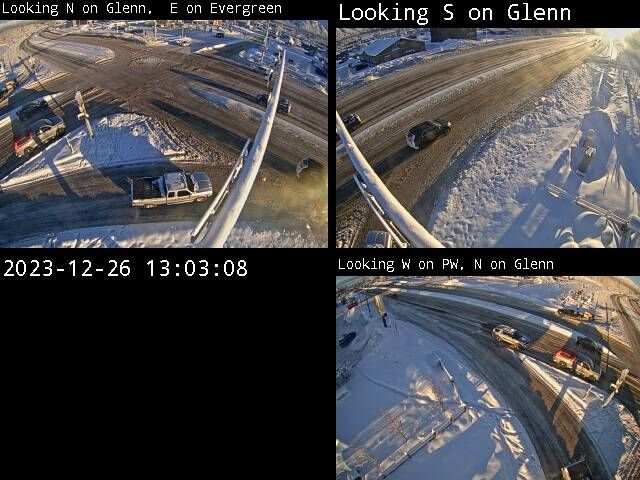 Looking N on Glenn, E on Evergreen
Looking S on Glenn
2023-12-26 13:03:08
Looking W on PW, N on Glenn